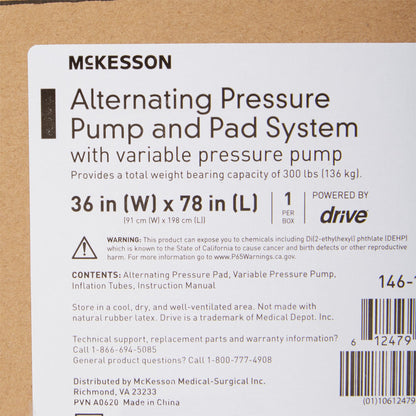 McKESSON
Alternating Pressure
Pump and Pad System
with variable pressure pump
Provides a total weight bearing capacity of 300 lbs (136 kg).
36 in (W) x 78 in (L)
(91 cm (W) x 198 cm (L))
1
PER
BOX
POWERED BY
drive
WARNING: This product can expose you to chemicals including Di(2-ethylhexyl) phthlate (DEHP)
which is known to the State of California to cause cancer and birth defects or other reproductive
harm. For more information go to www.P65Warnings.ca.gov.
CONTENTS: Alternating Pressure Pad, Variable Pressure Pump,
Inflation Tubes, Instruction Manual
146-1
Store in a cool, dry, and well-ventilated area. Not made with
natural rubber latex. Drive is a trademark of Medical Depot. Inc.
Technical support, replacement parts and warranty information?
Call 1-866-694-5085
General product questions? Call 1-800-777-4908
6 12479
Distributed by McKesson Medical-Surgical Inc.
Richmond, VA 23233
PVN A0620 Made in China
(01)10612479